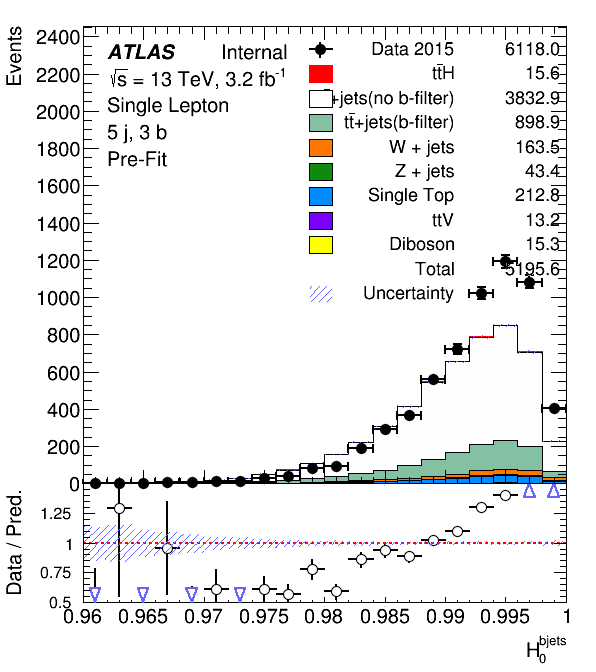 Events
2400
2200
2000
1800
1600
1400
1200
1000
800
600
400
200
0
ATLAS Internal
√s = 13 TeV, 3.2 fb⁻¹
Single Lepton
5 j, 3 b
Pre-Fit
Data 2015 6118.0
tt̄H 15.6
+jets(no b-filter) 3832.9
tt̄+jets(b-filter) 898.9
W + jets 163.5
Z + jets 43.4
Single Top 212.8
ttV 13.2
Diboson 15.3
Total 5195.6
Uncertainty
Data / Pred.
1.25
1
0.75
0.5
0.96 0.965 0.97 0.975 0.98 0.985 0.99 0.995 1
H₀ᵇʲᵉᵗˢ